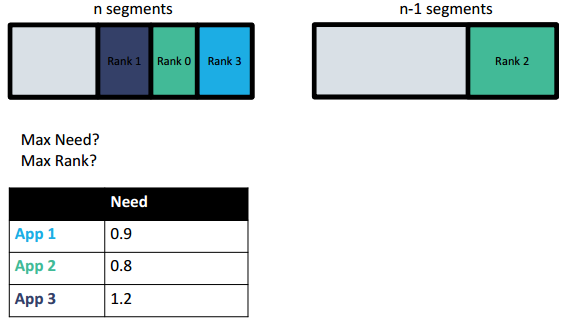 n segments
n-1 segments
Rank 1 Rank 0 Rank 3
Rank 2
Max Need?
Max Rank?
Need
App 1 0.9
App 2 0.8
App 3 1.2